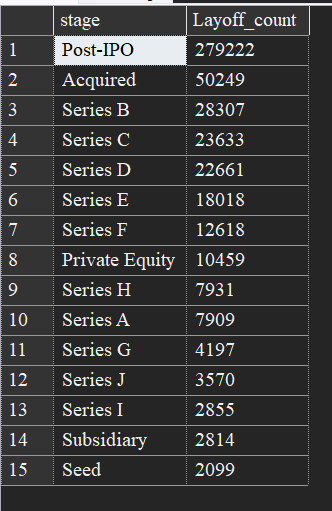 stage Layoff_count
1 Post-IPO 279222
2 Acquired 50249
3 Series B 28307
4 Series C 23633
5 Series D 22661
6 Series E 18018
7 Series F 12618
8 Private Equity 10459
9 Series H 7931
10 Series A 7909
11 Series G 4197
12 Series J 3570
13 Series I 2855
14 Subsidiary 2814
15 Seed 2099